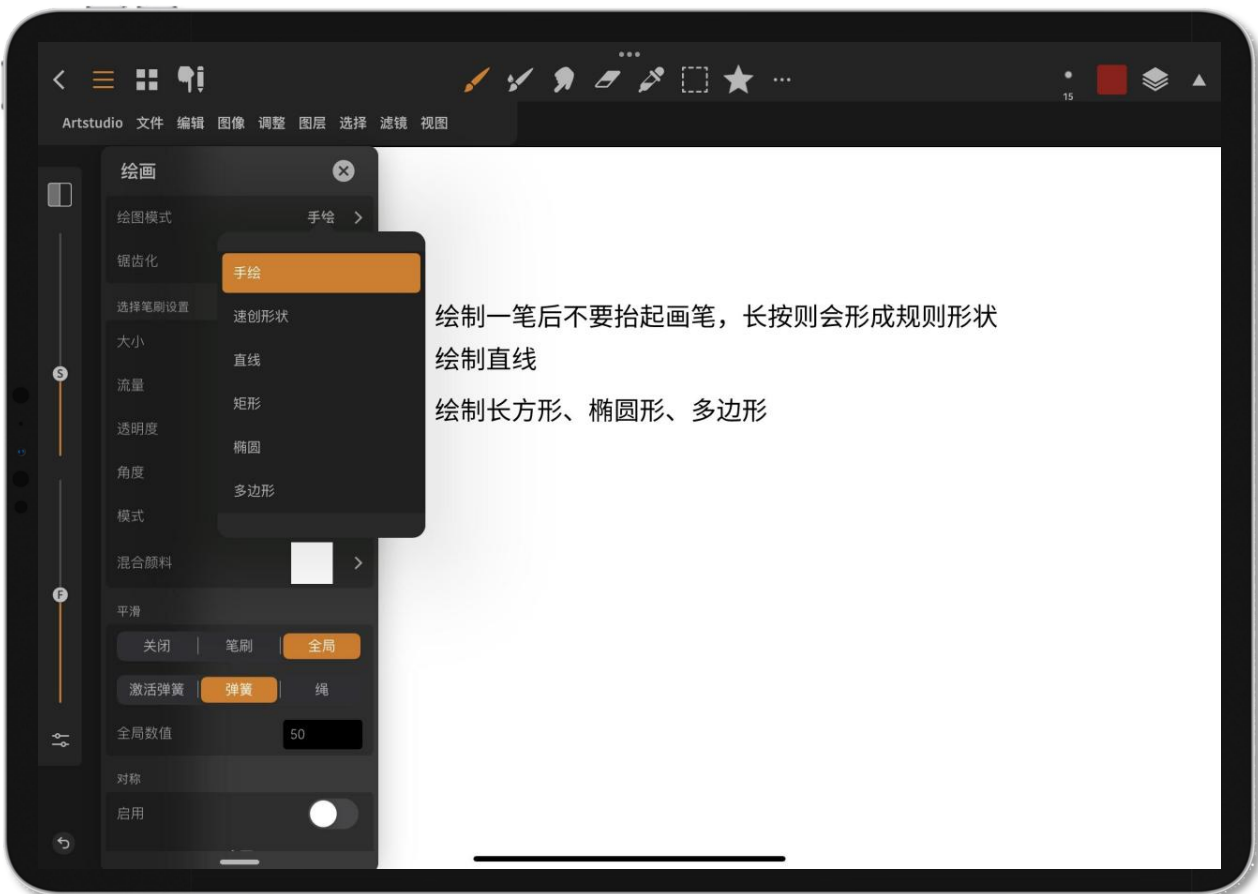 15
Artstudio 文件 编辑 图像 调整 图层 选择 滤镜 视图
绘画
绘图模式 手绘
锯齿化
手绘
选择笔刷设置
速创形状
绘制一笔后不要抬起画笔，长按则会形成规则形状
大小
直线
绘制直线
S
流量
矩形
绘制长方形、椭圆形、多边形
透明度
椭圆
角度
多边形
模式
混合颜料
F
平滑
关闭 笔刷 全局
激活弹簧 弹簧 绳
全局数值 50
对称
启用